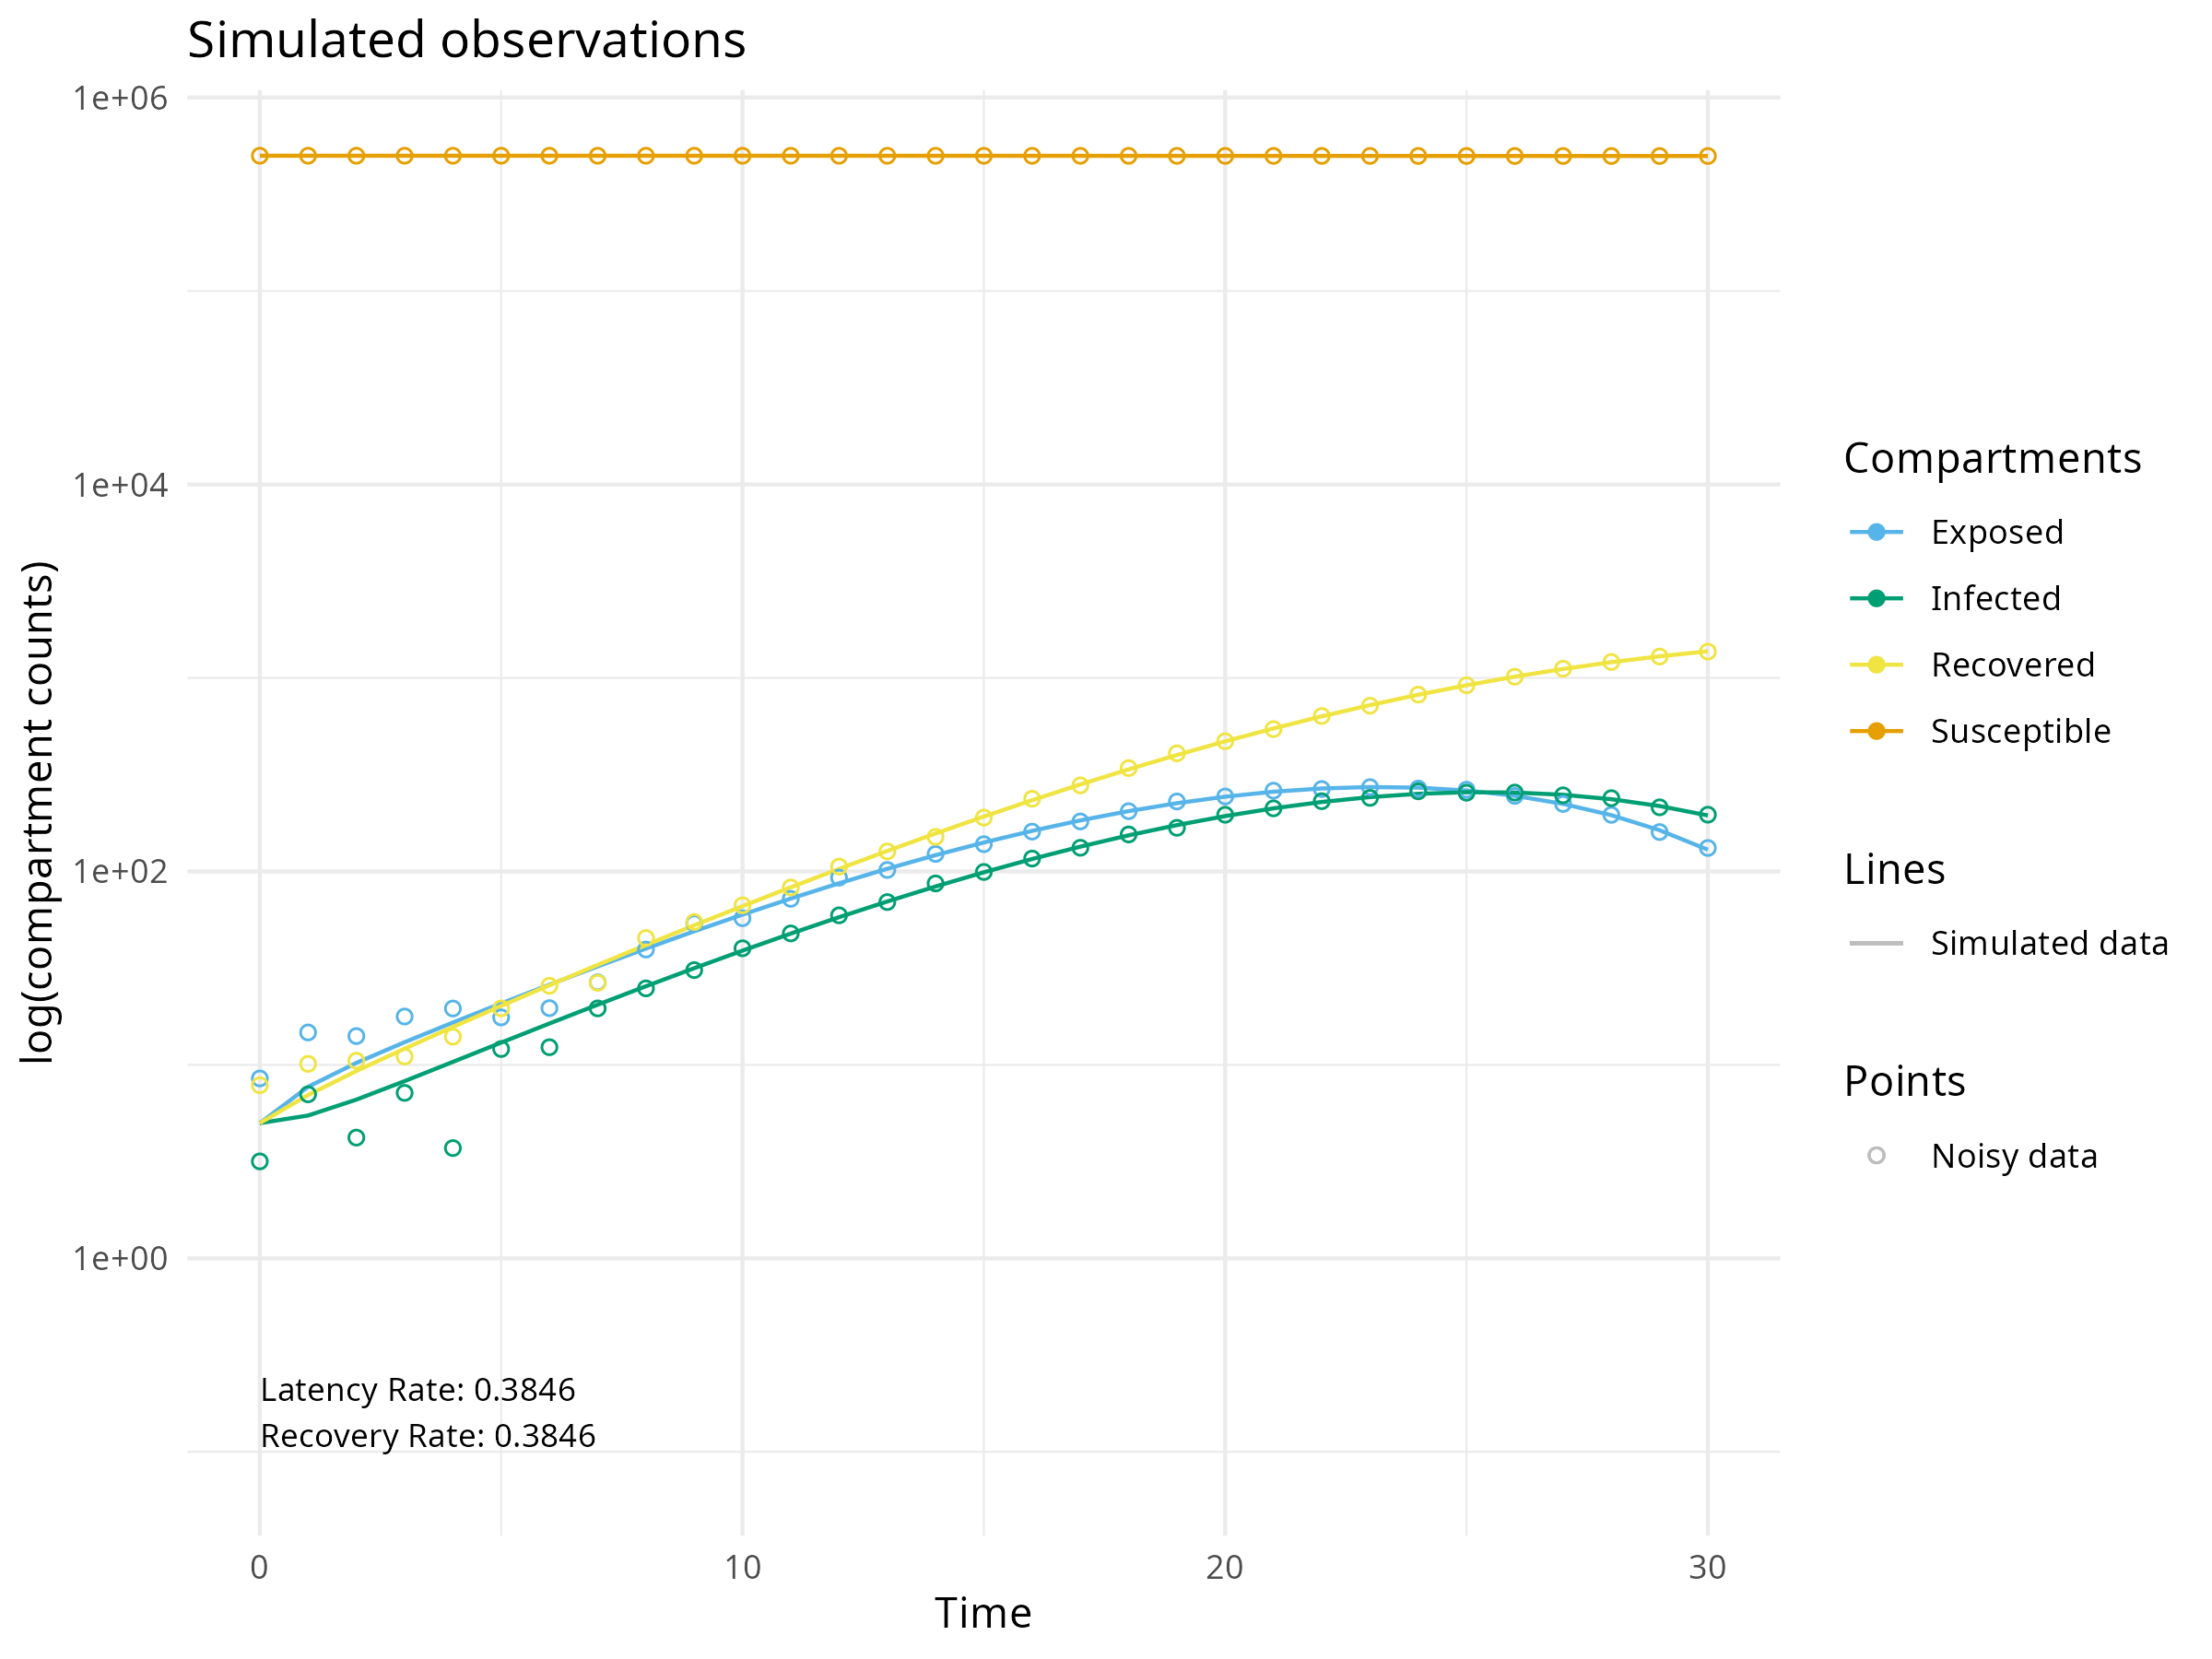 Simulated observations
1e+06
1e+04
1e+02
1e+00
log(compartment counts)
Latency Rate: 0.3846
Recovery Rate: 0.3846
0
10
20
30
Time
Compartments
Exposed
Infected
Recovered
Susceptible
Lines
Simulated data
Points
Noisy data